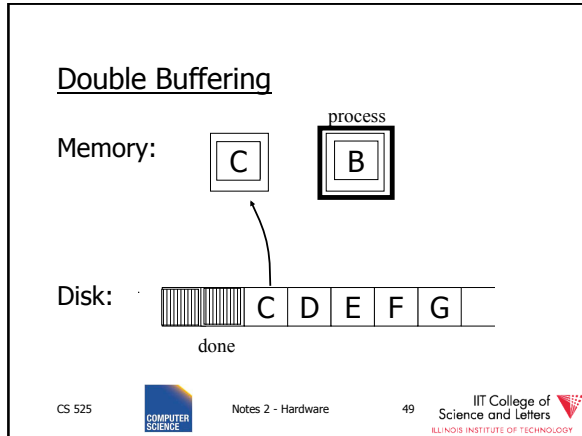 Double Buffering
process
Memory:
C
B
Disk:
C D E F G
done
CS 525
COMPUTER
SCIENCE
Notes 2 - Hardware
49
IIT College of
Science and Letters
ILLINOIS INSTITUTE OF TECHNOLOGY